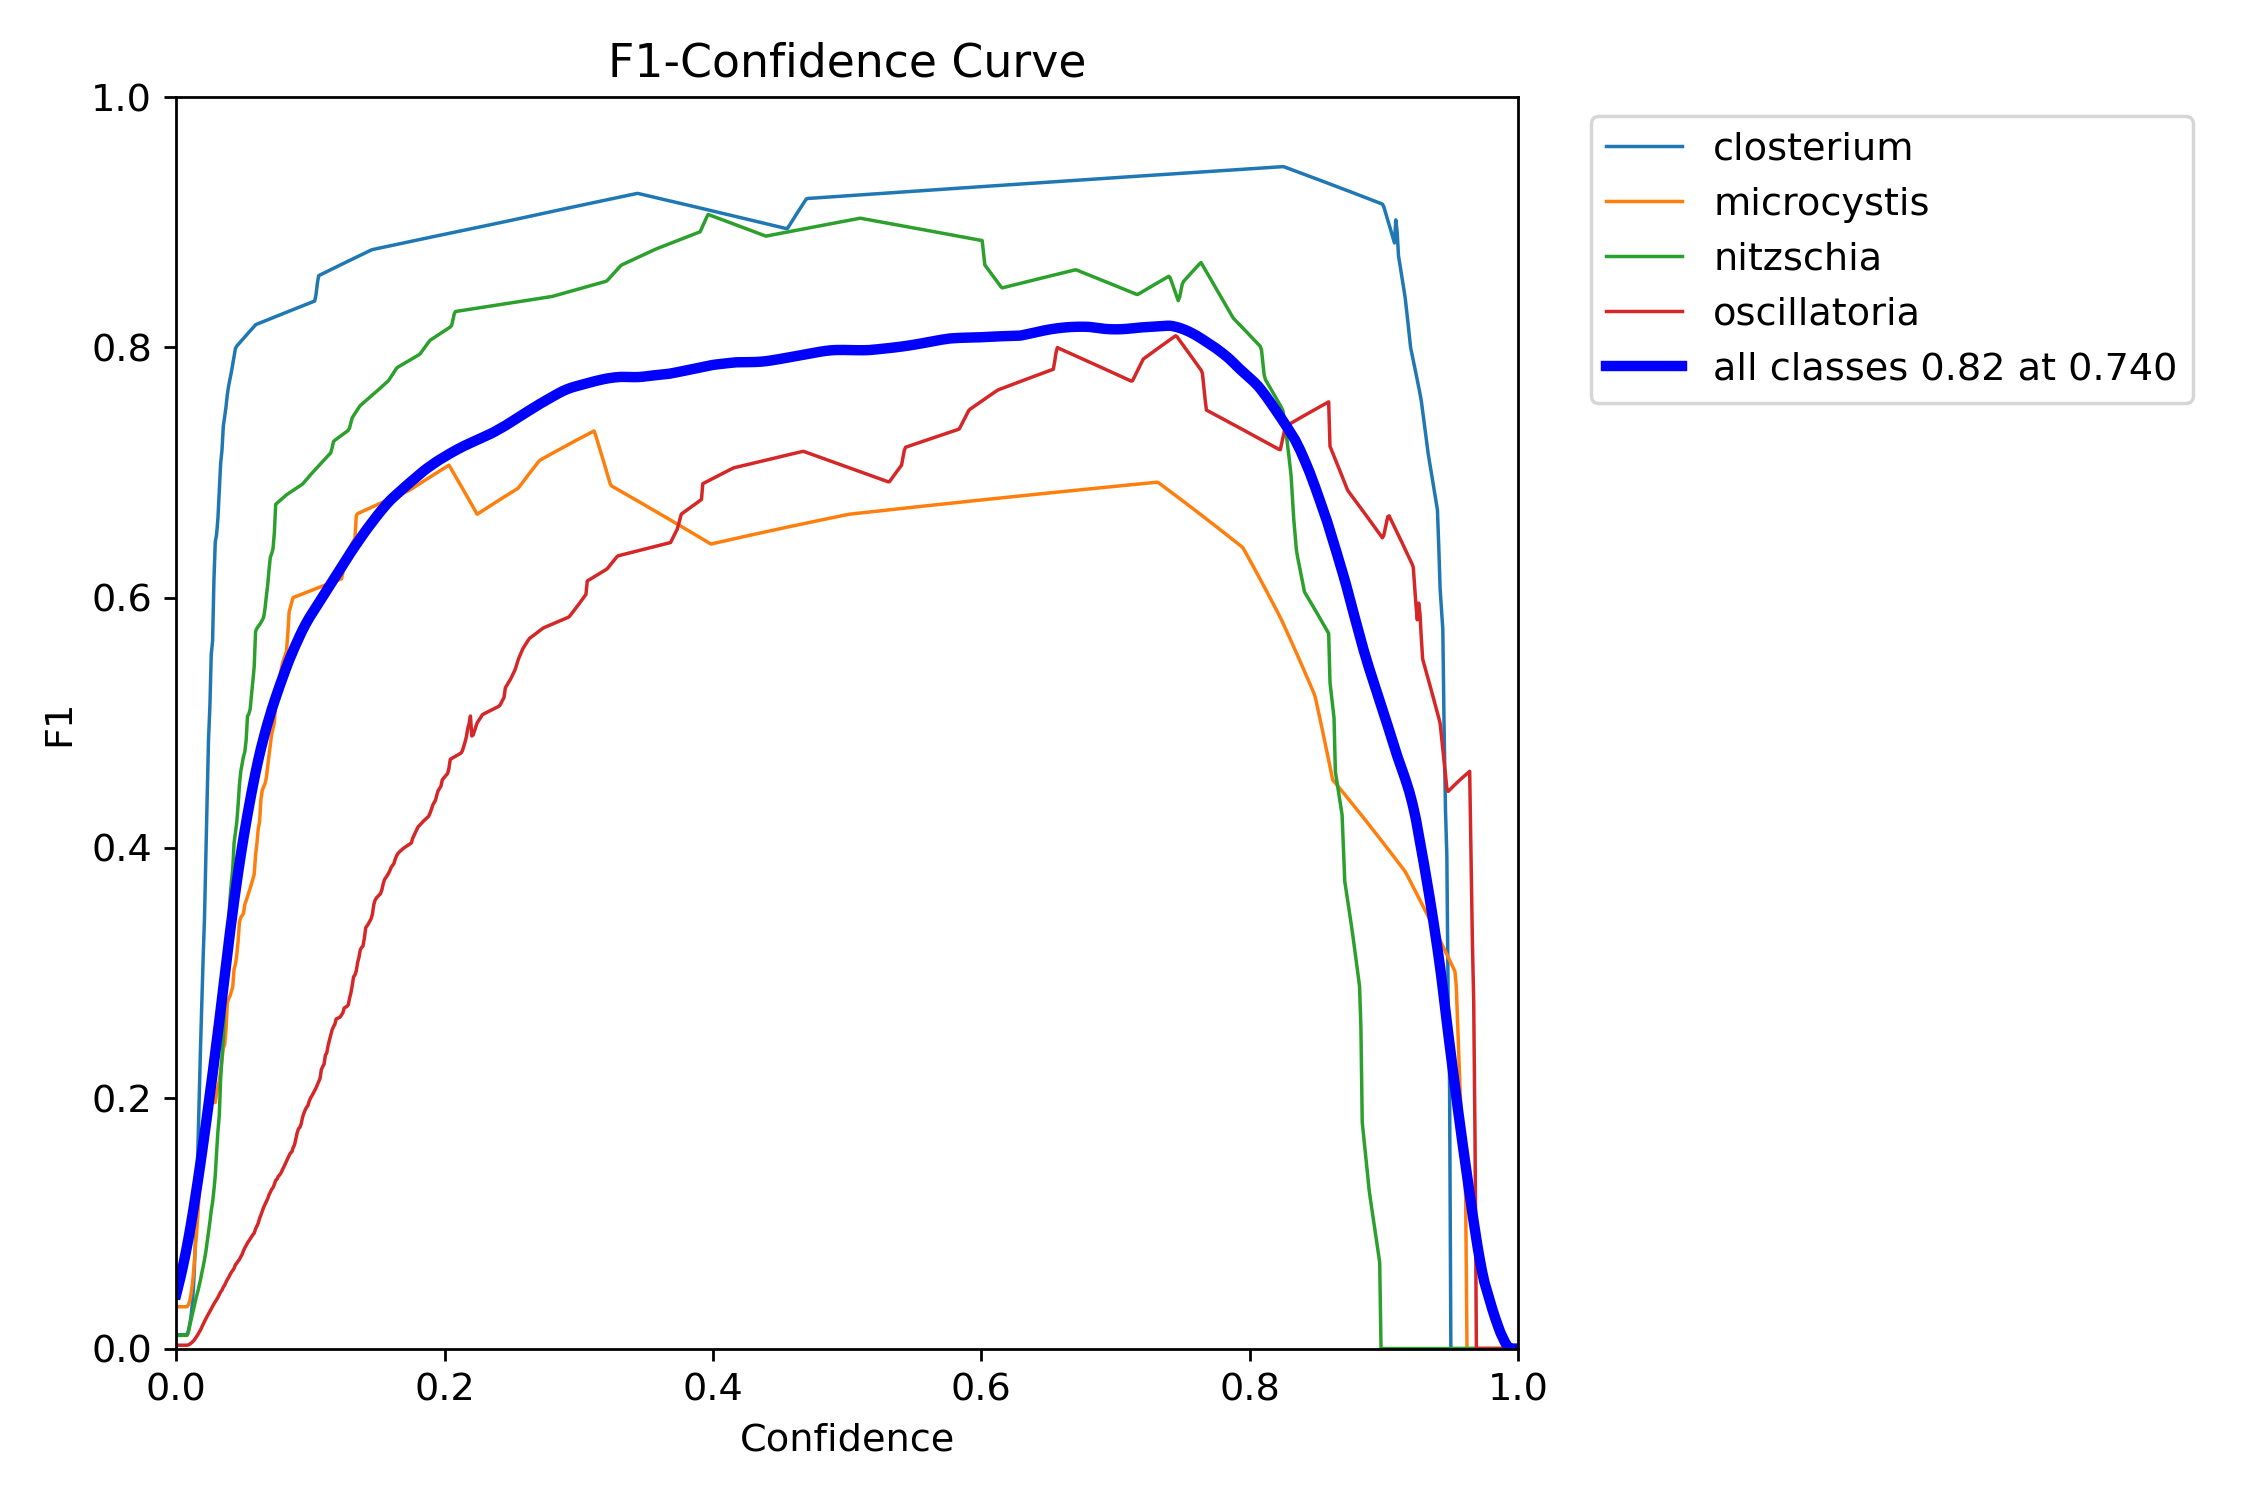 F1-Confidence Curve
1.0
0.8
0.6
0.4
0.2
0.0
F1
0.0 0.2 0.4 0.6 0.8 1.0
Confidence
closterium
microcystis
nitzschia
oscillatoria
all classes 0.82 at 0.740